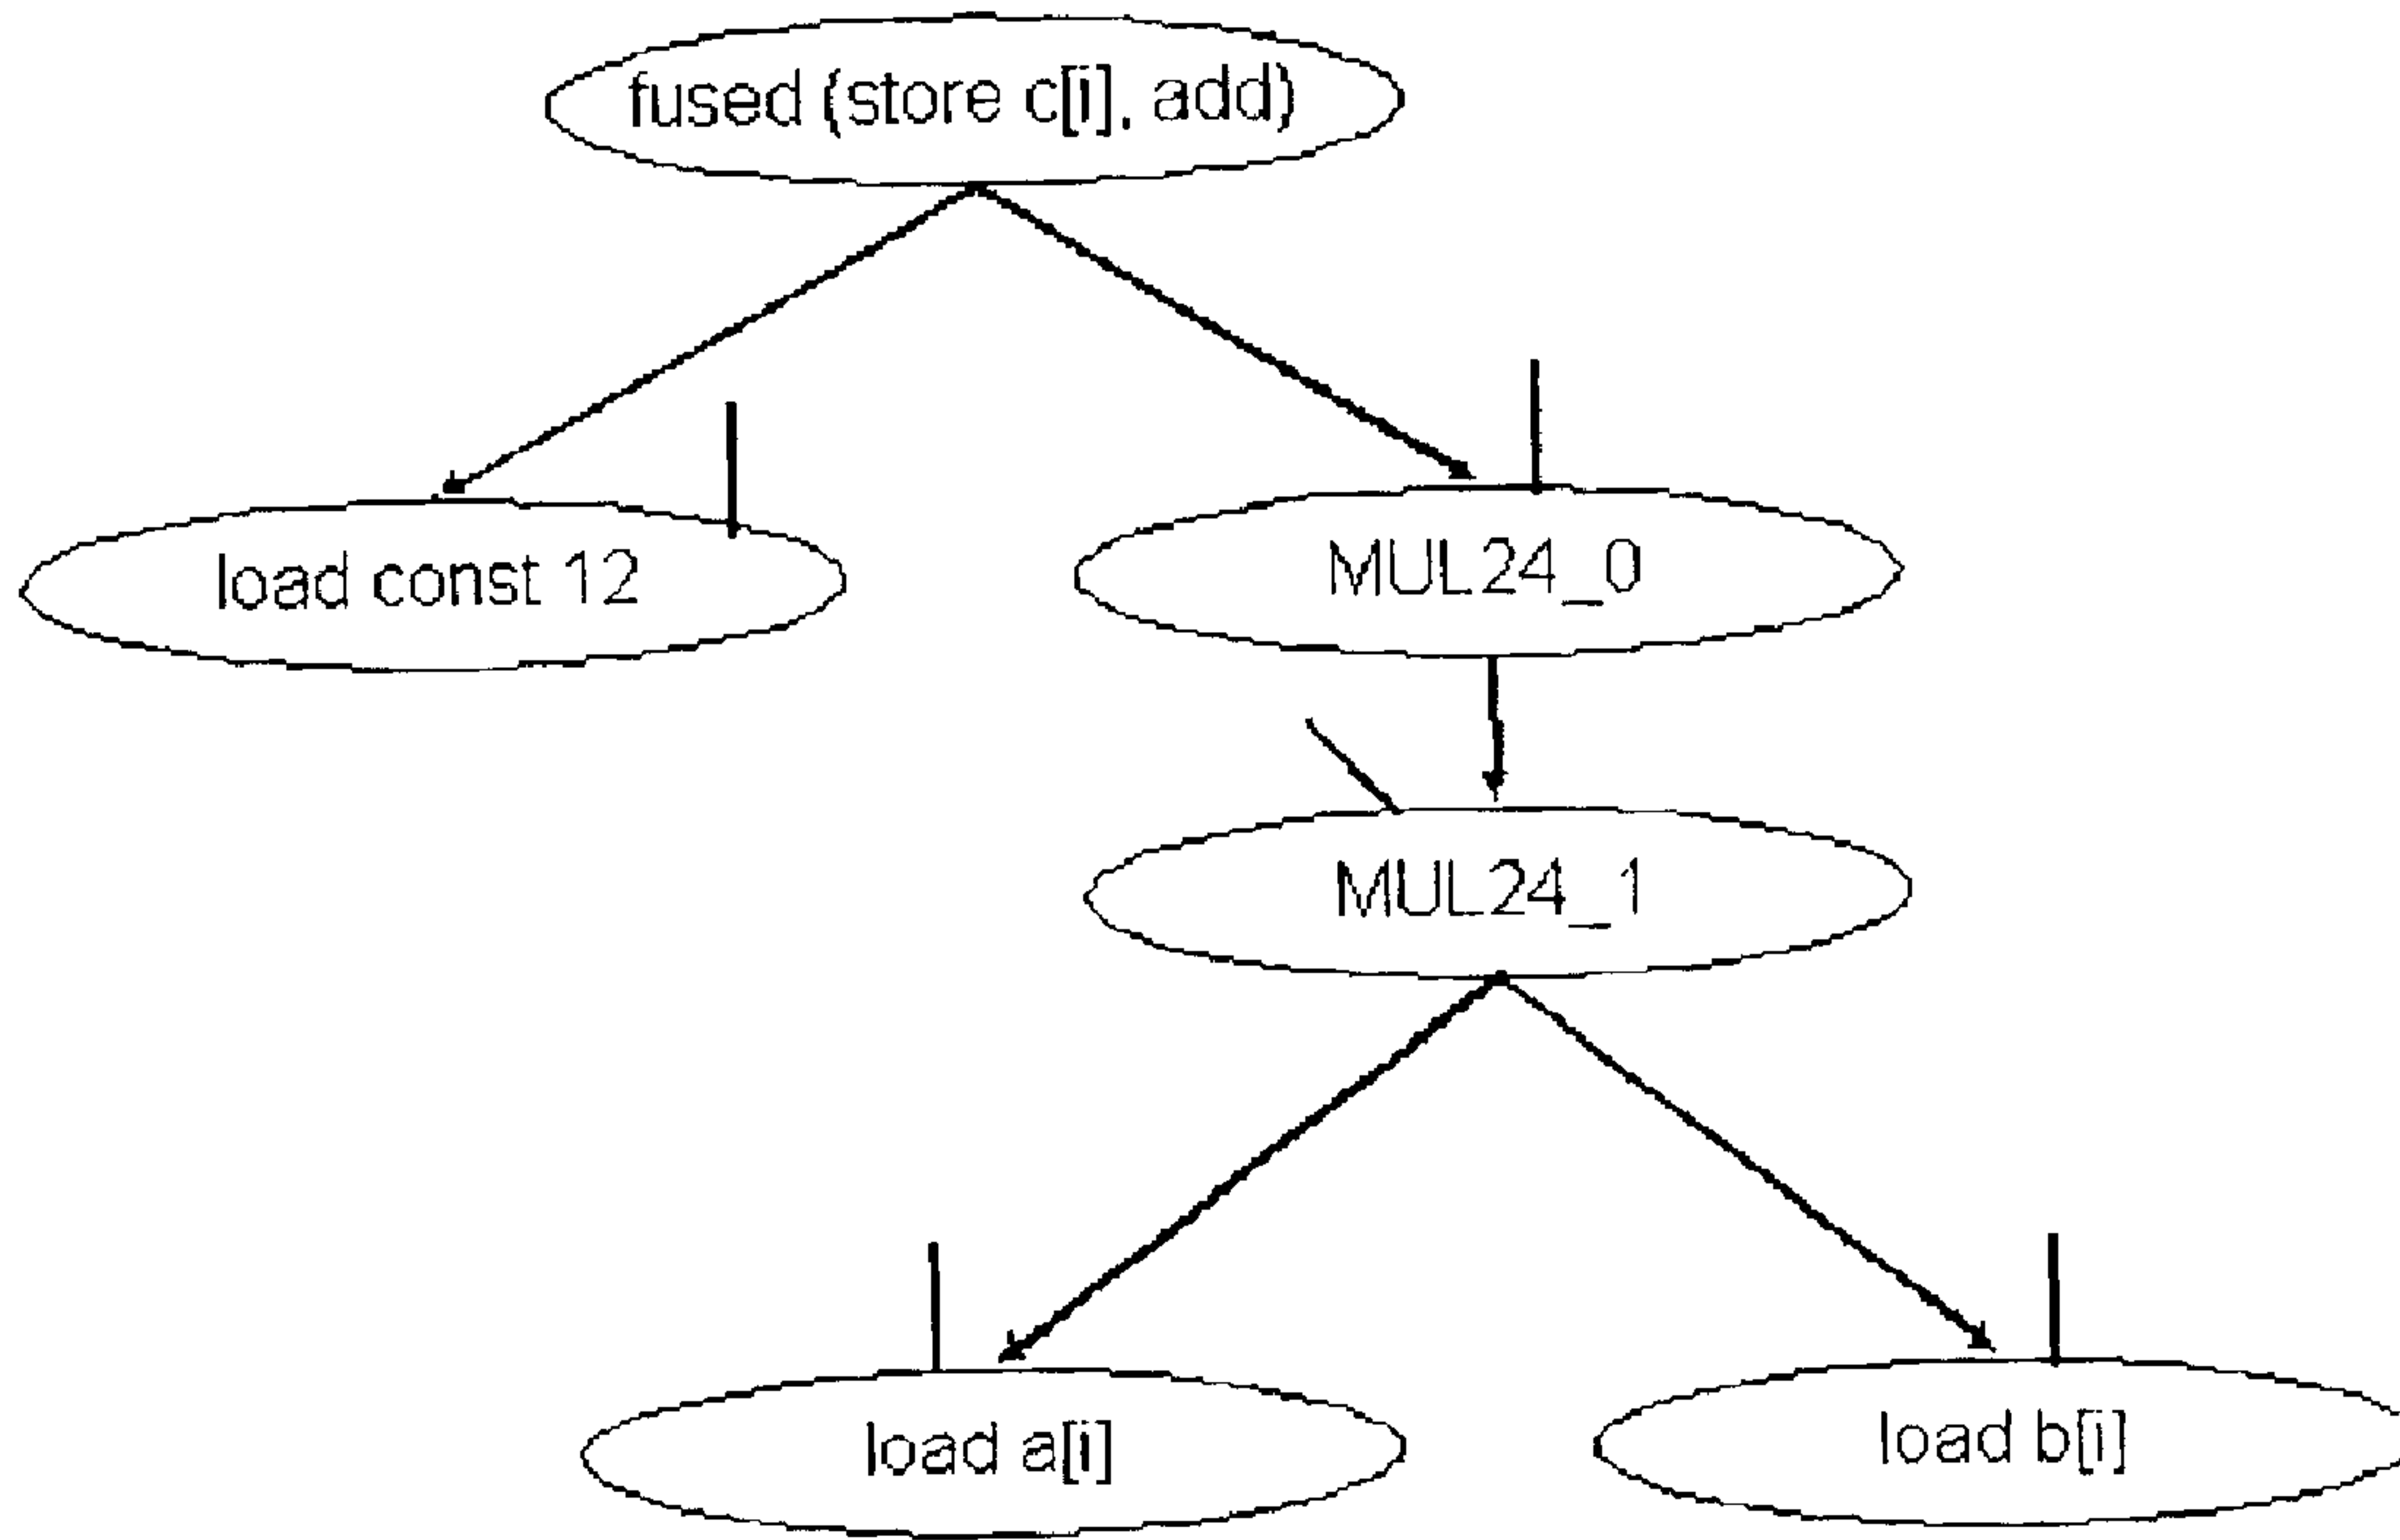 fused (store c[i], add)
load const 12
MUL24_0
MUL24_1
load a[i]
load b[i]